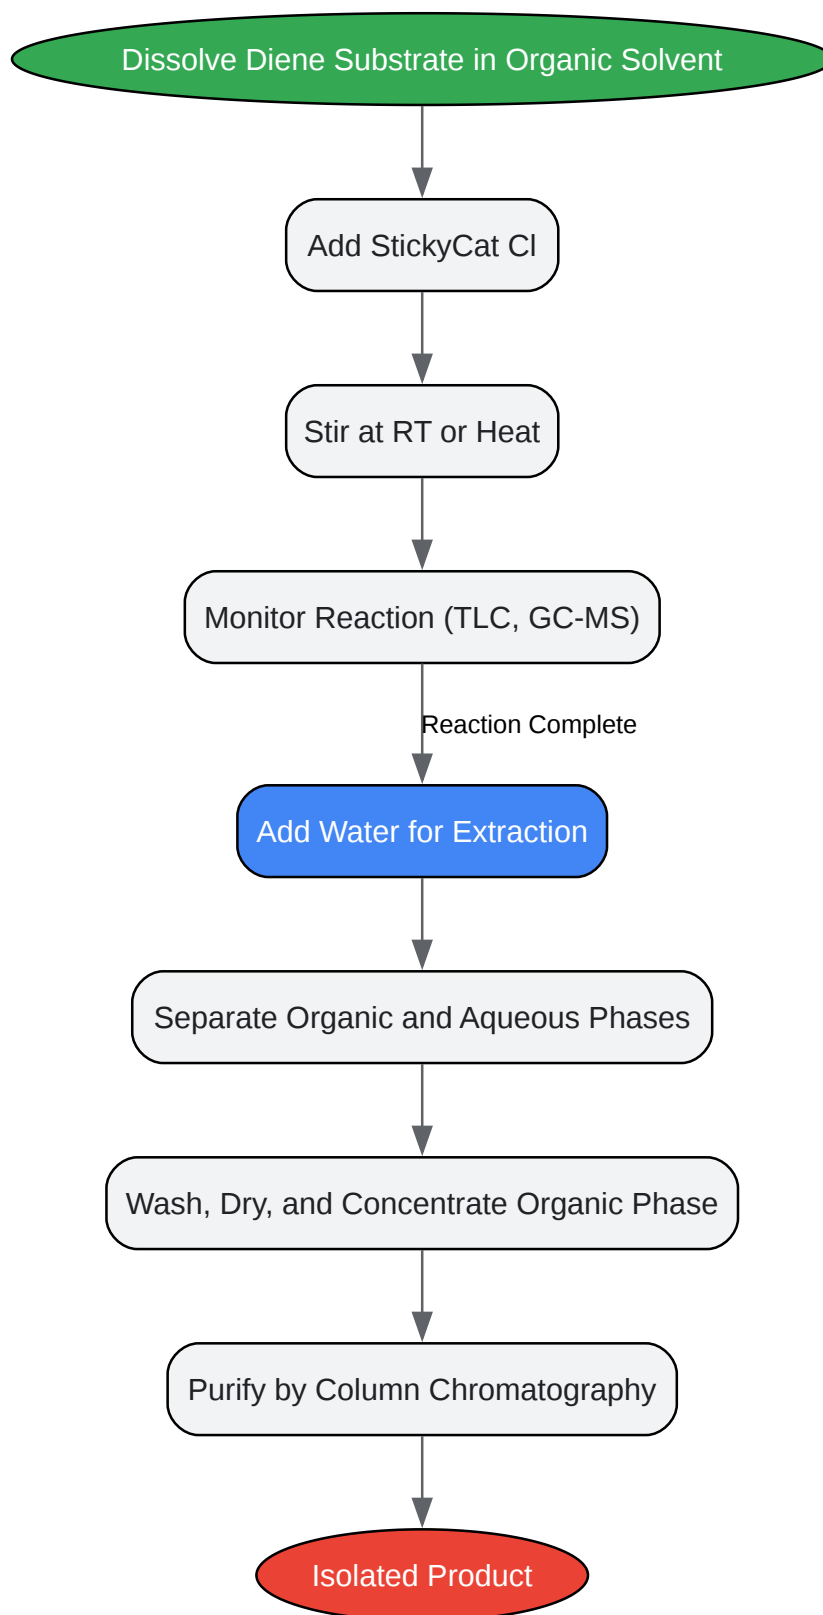 Dissolve Diene Substrate in Organic Solvent
Add StickyCat Cl
Stir at RT or Heat
Monitor Reaction (TLC, GC-MS)
Reaction Complete
Add Water for Extraction
Separate Organic and Aqueous Phases
Wash, Dry, and Concentrate Organic Phase
Purify by Column Chromatography
Isolated Product